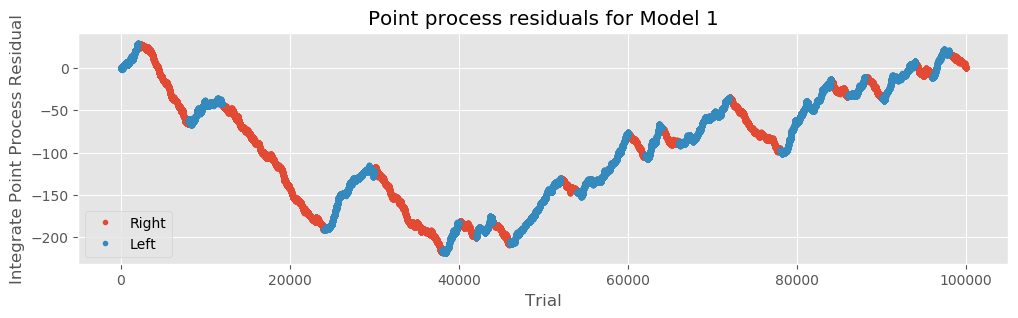 Point process residuals for Model 1
Integrate Point Process Residual
0
−50
−100
−150
−200
Right
Left
0 20000 40000 60000 80000 100000
Trial